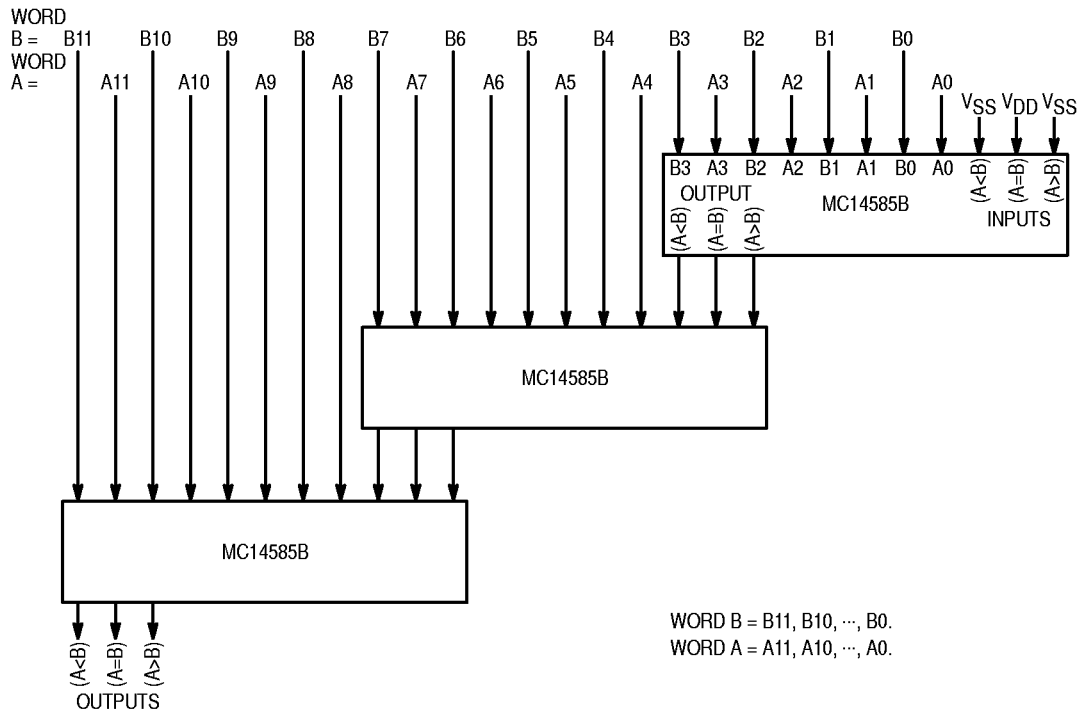 WORD
B = B11 B10 B9 B8 B7 B6 B5 B4 B3 B2 B1 B0
WORD
A = A11 A10 A9 A8 A7 A6 A5 A4 A3 A2 A1 A0
VSS VDD VSS
B3 A3 B2 A2 B1 A1 B0 A0 (A<B) (A=B) (A>B)
OUTPUT MC14585B INPUTS
(A<B) (A=B) (A>B)
MC14585B
MC14585B
(A<B) (A=B) (A>B)
OUTPUTS
WORD B = B11, B10, ···, B0.
WORD A = A11, A10, ···, A0.